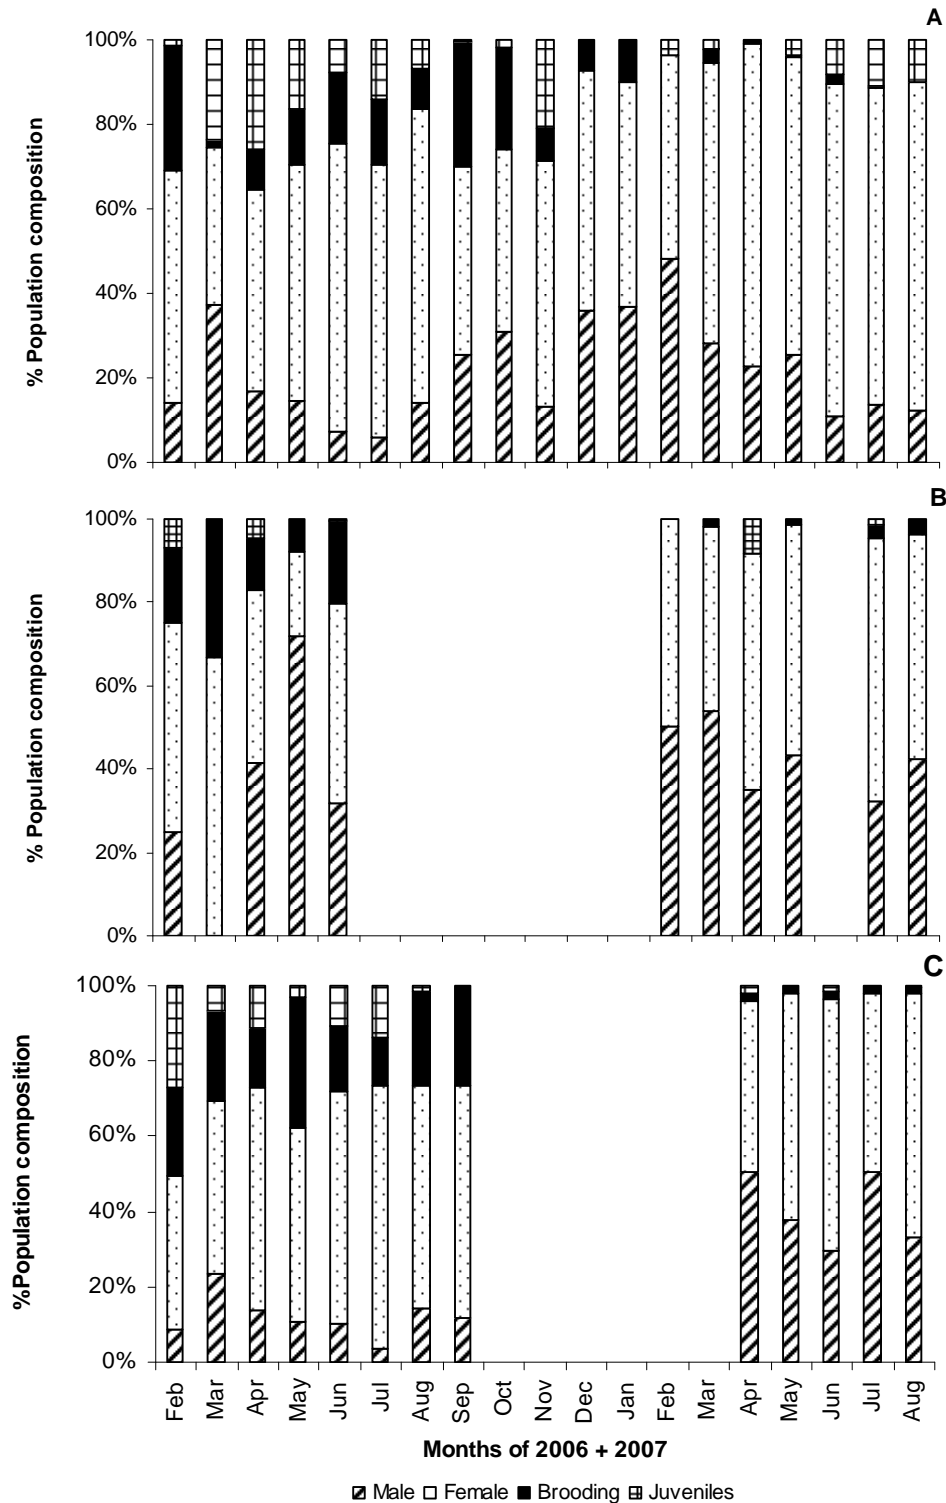 A
% Population composition
100%
80%
60%
40%
20%
0%
B
% Population composition
100%
80%
60%
40%
20%
0%
C
%Population composition
100%
80%
60%
40%
20%
0%
Feb Mar Apr May Jun Jul Aug Sep Oct Nov Dec Jan Feb Mar Apr May Jun Jul Aug
Months of 2006 + 2007
Male Female Brooding Juveniles